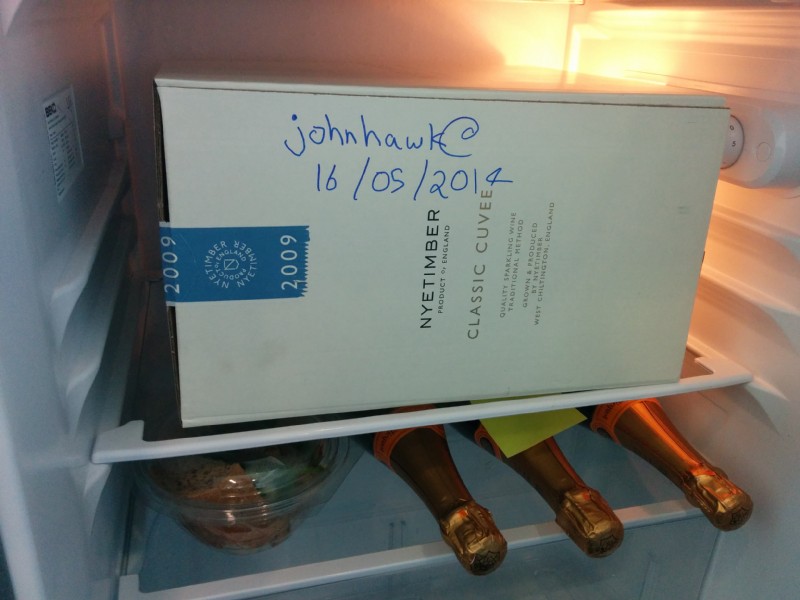 johnhawk@
16/05/2014
2009
NYETIMBER
PRODUCT of ENGLAND
2009
NYETIMBER
PRODUCT of ENGLAND
CLASSIC CUVEE
QUALITY SPARKLING WINE
TRADITIONAL METHOD
GROWN & PRODUCED
BY NYETIMBER
WEST CHILTINGTON, ENGLAND